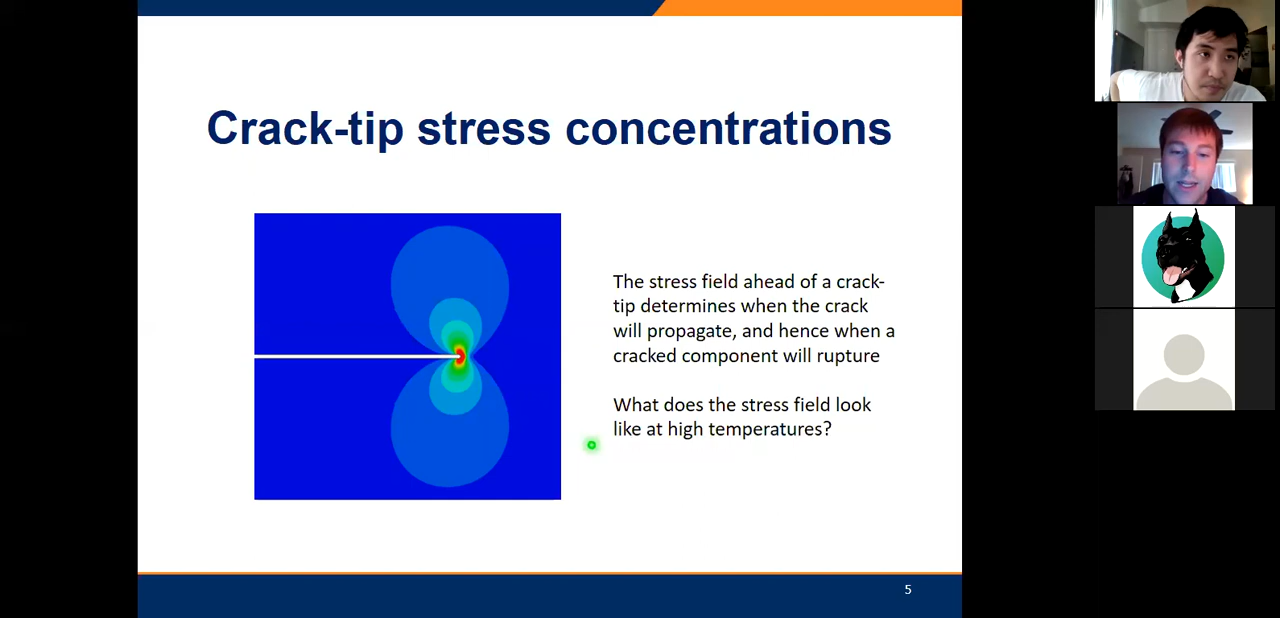 Crack-tip stress concentrations
The stress field ahead of a crack-
tip determines when the crack
will propagate, and hence when a
cracked component will rupture
What does the stress field look
like at high temperatures?
5